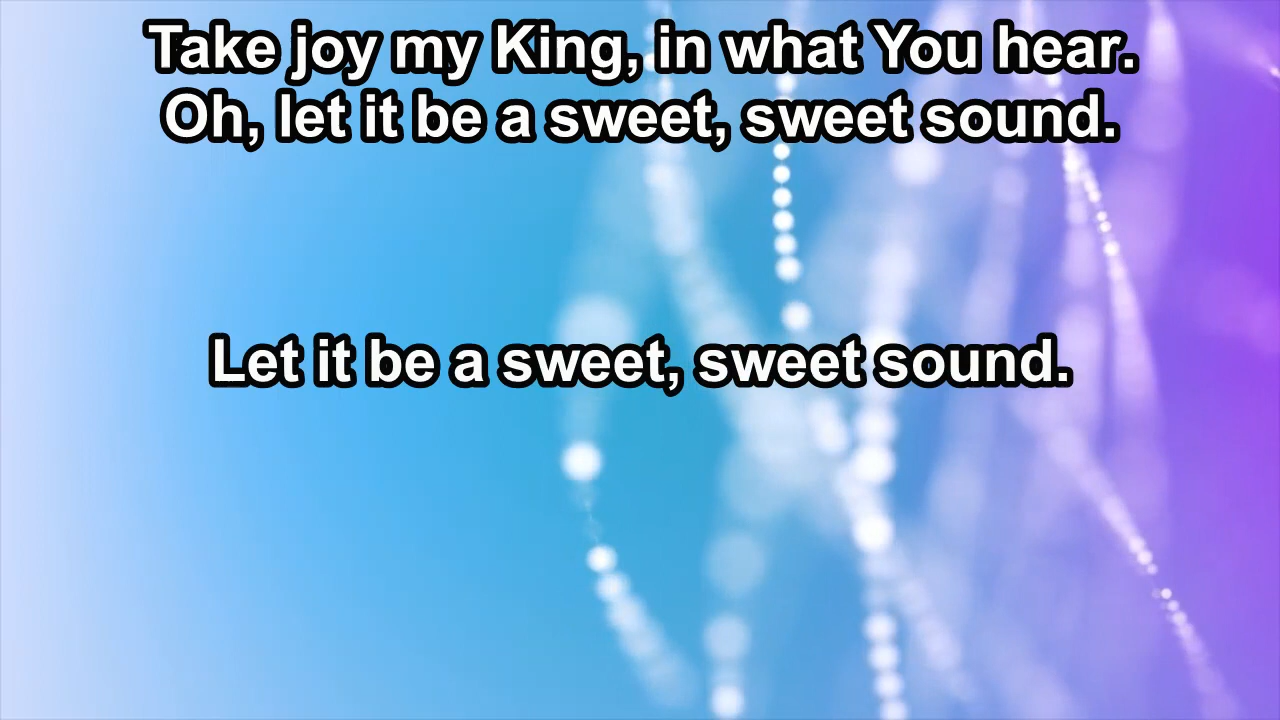 Take joy my King, in what You hear.
Oh, let it be a sweet, sweet sound.
Let it be a sweet, sweet sound.